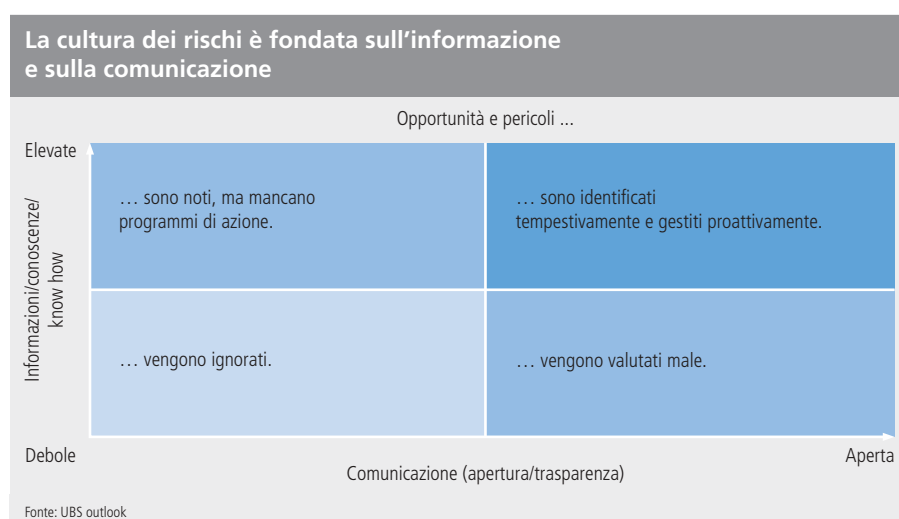 La cultura dei rischi è fondata sull'informazione
e sulla comunicazione
Opportunità e pericoli ...
Elevate
… sono noti, ma mancano
programmi di azione.
… sono identificati
tempestivamente e gestiti proattivamente.
Informazioni/conoscenze/
know how
… vengono ignorati.
… vengono valutati male.
Debole
Aperta
Comunicazione (apertura/trasparenza)
Fonte: UBS outlook